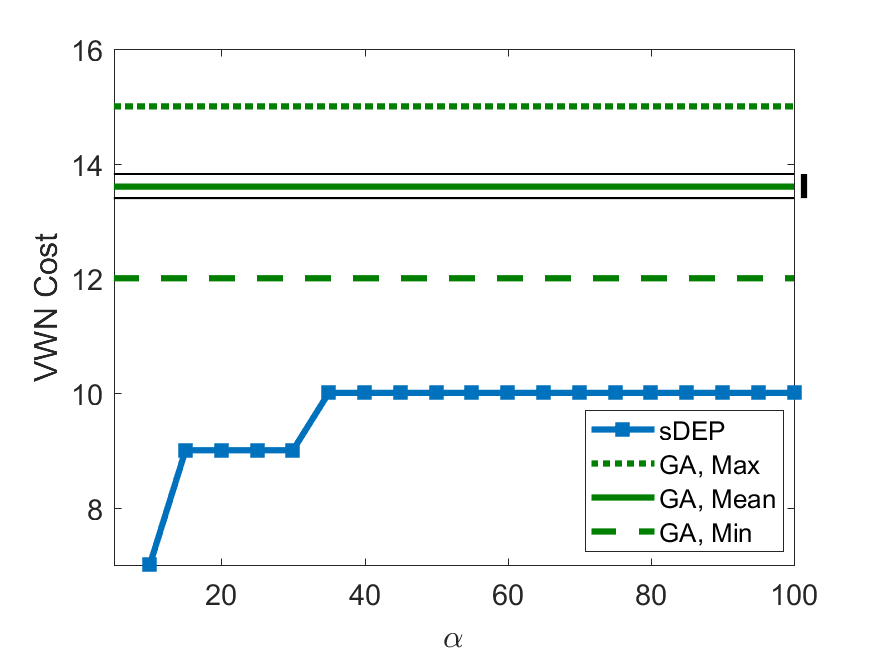 16
14
12
10
8
VWN Cost
20 40 60 80 100
α
sDEP
GA, Max
GA, Mean
GA, Min